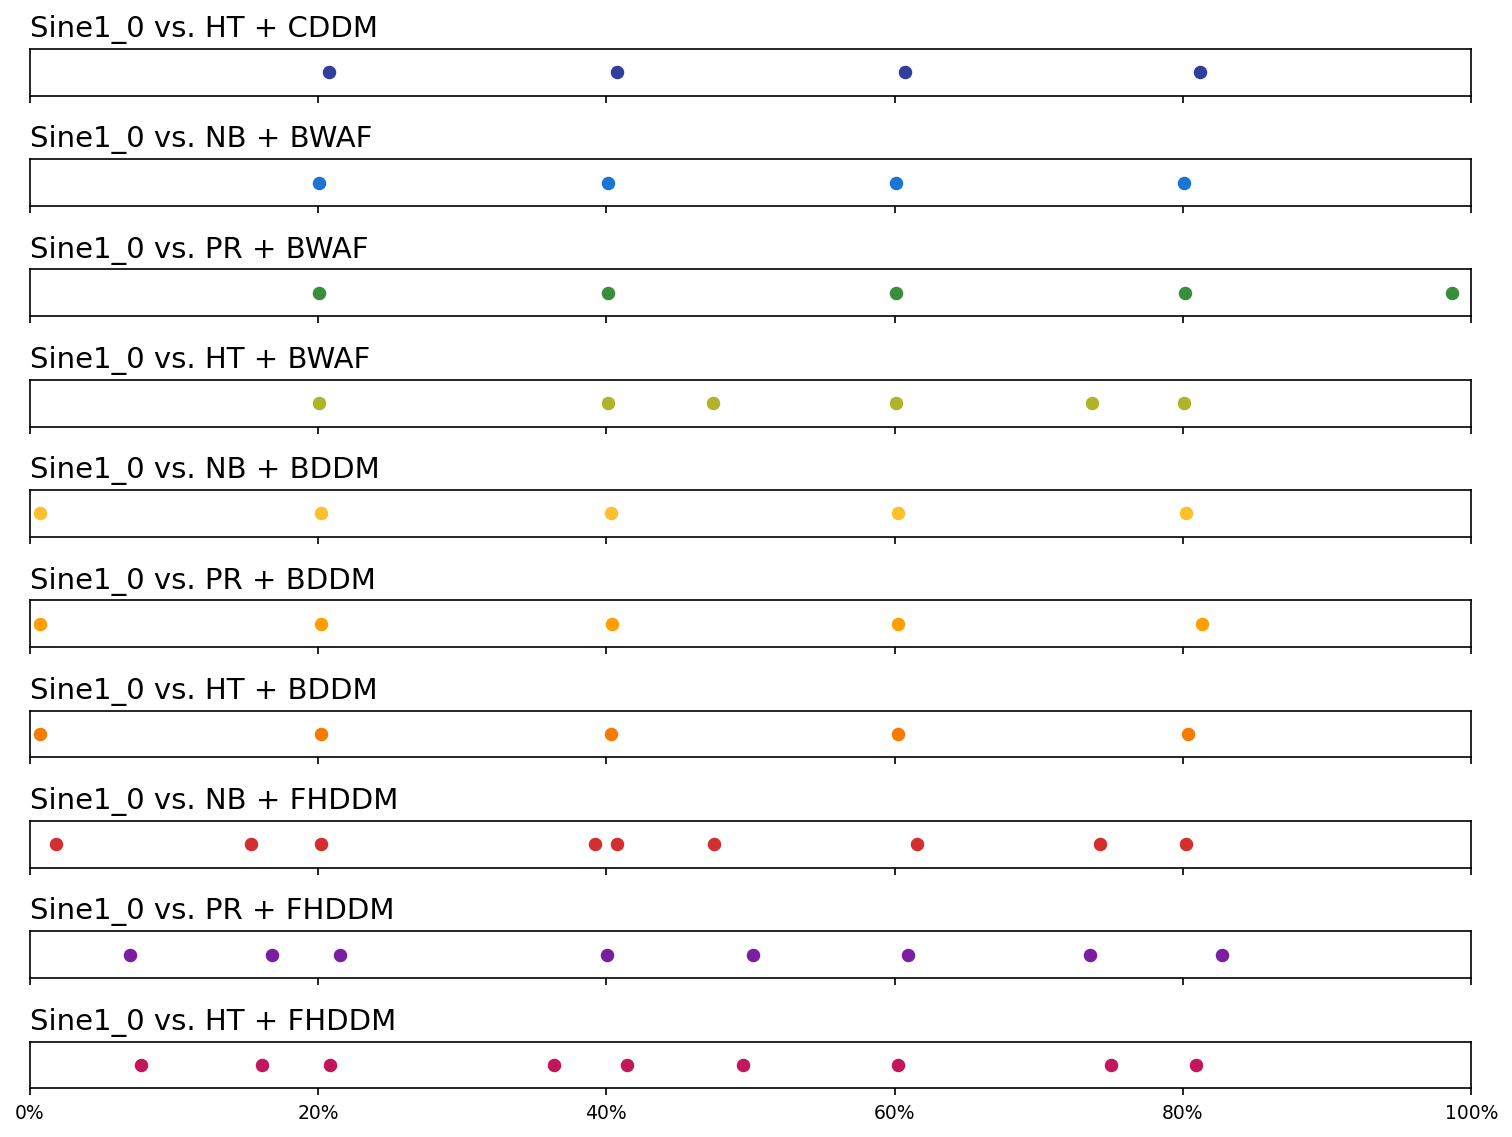 Sine1_0 vs. HT + CDDM
Sine1_0 vs. NB + BWAF
Sine1_0 vs. PR + BWAF
Sine1_0 vs. HT + BWAF
Sine1_0 vs. NB + BDDM
Sine1_0 vs. PR + BDDM
Sine1_0 vs. HT + BDDM
Sine1_0 vs. NB + FHDDM
Sine1_0 vs. PR + FHDDM
Sine1_0 vs. HT + FHDDM
0% 20% 40% 60% 80% 100%